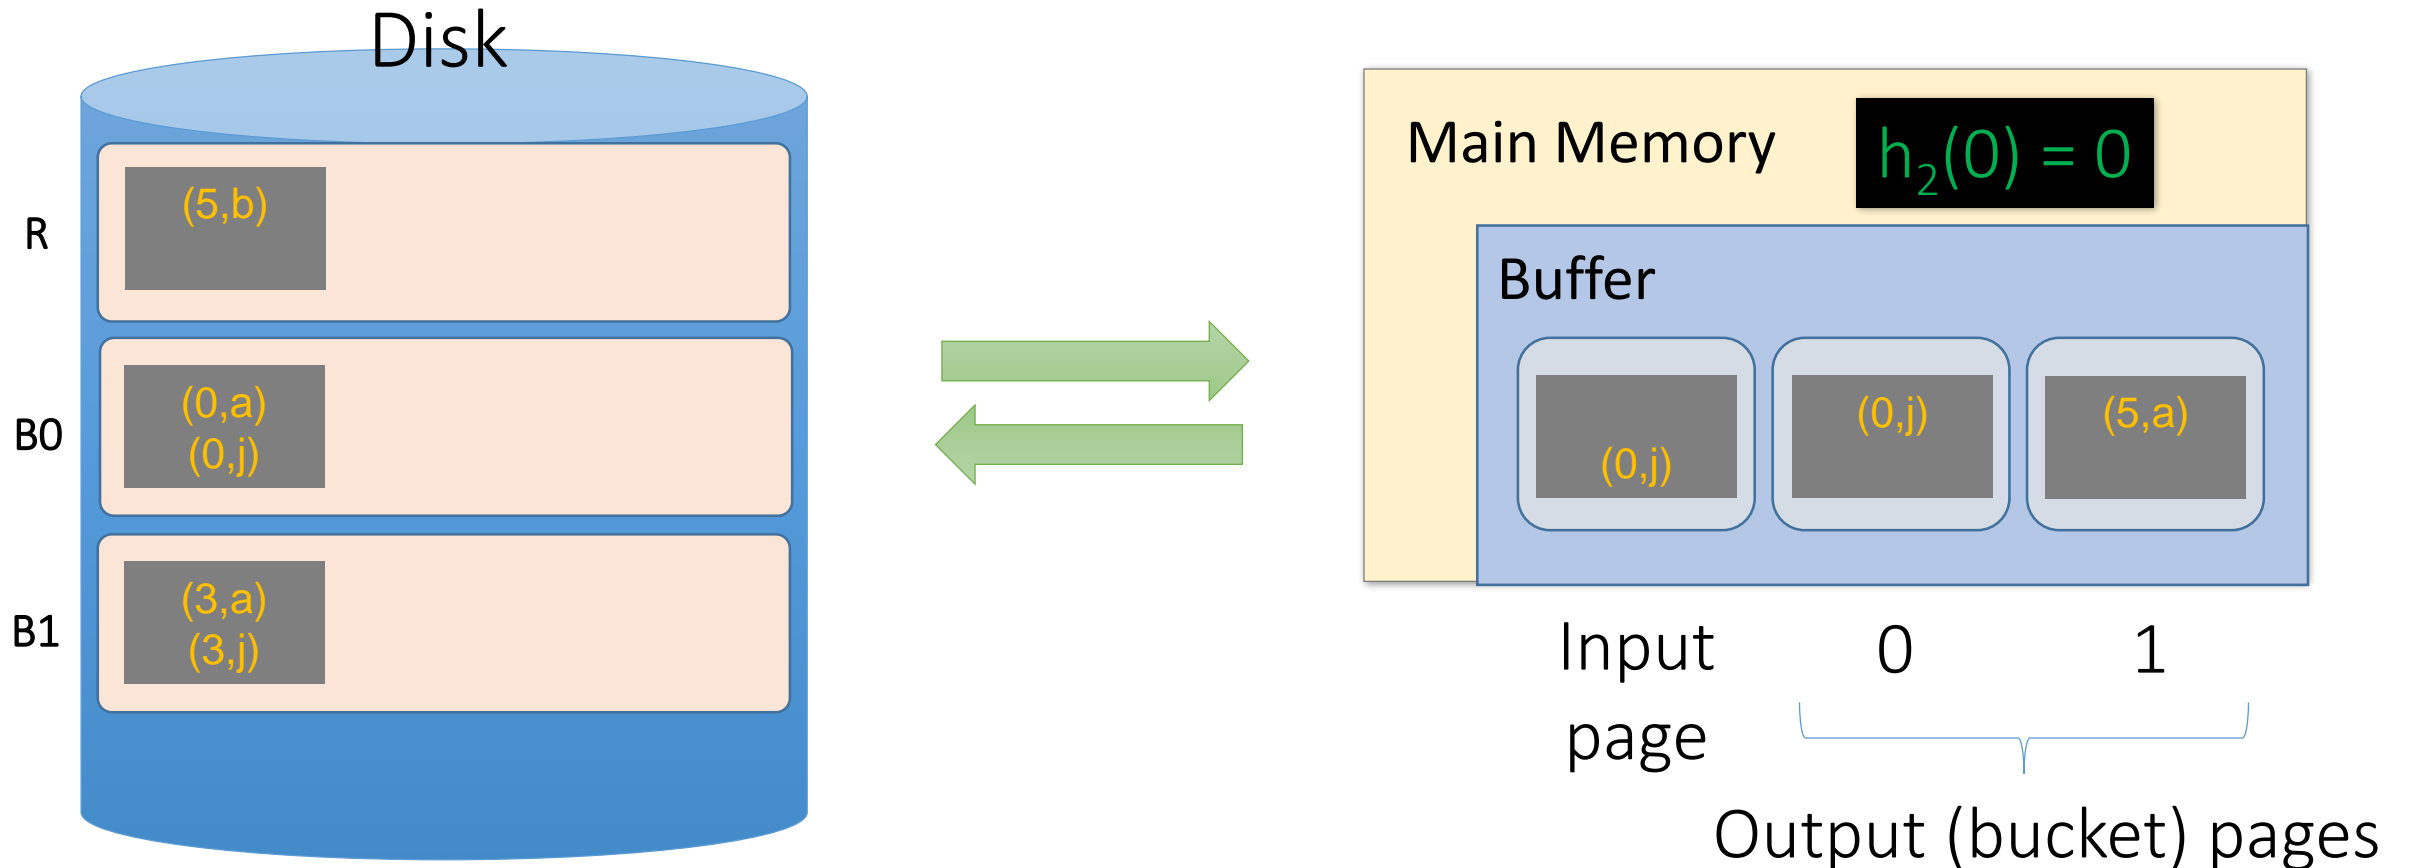 Disk
R
(5,b)
B0
(0,a)
(0,j)
B1
(3,a)
(3,j)
Main Memory
h₂(0) = 0
Buffer
(0,j)
(0,j)
(5,a)
Input
page
0
1
Output (bucket) pages